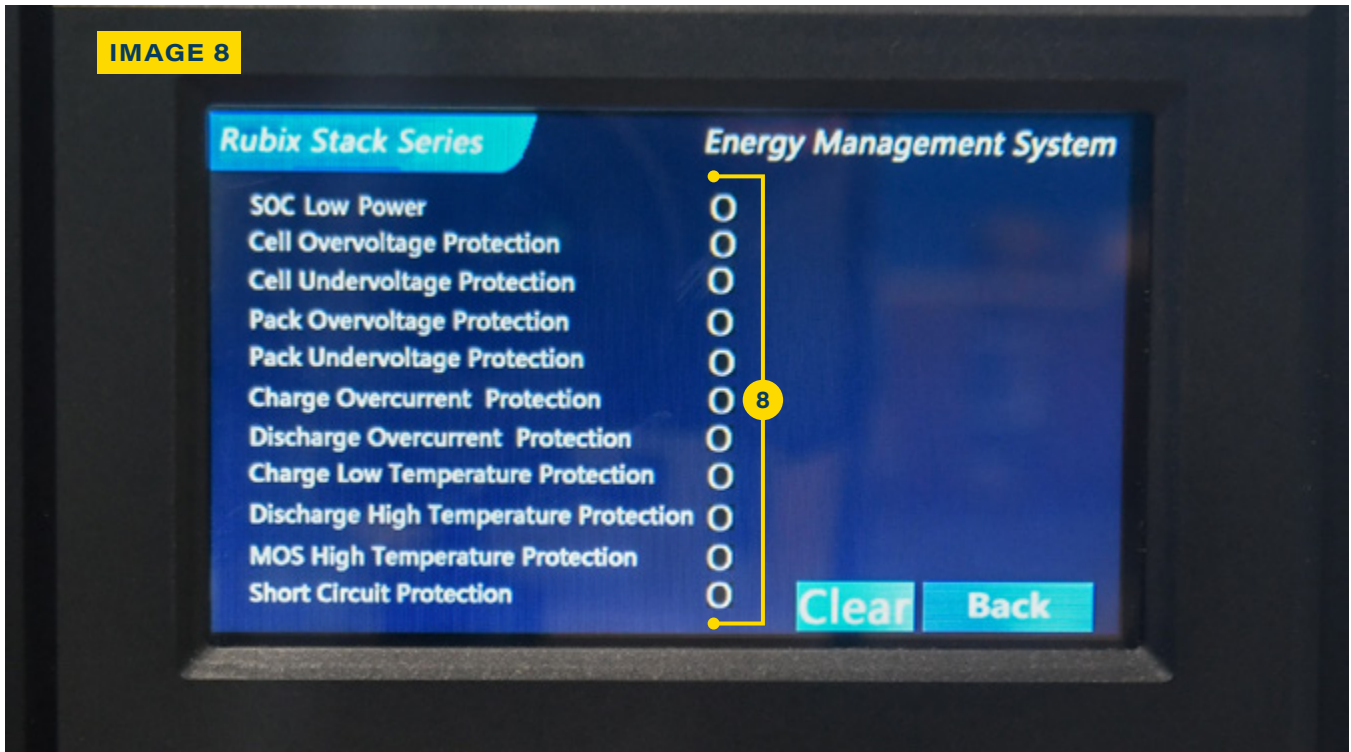 IMAGE 8
Rubix Stack Series Energy Management System
SOC Low Power O
Cell Overvoltage Protection O
Cell Undervoltage Protection O
Pack Overvoltage Protection O
Pack Undervoltage Protection O
Charge Overcurrent Protection O 8
Discharge Overcurrent Protection O
Charge Low Temperature Protection O
Discharge High Temperature Protection O
MOS High Temperature Protection O
Short Circuit Protection O
Clear Back